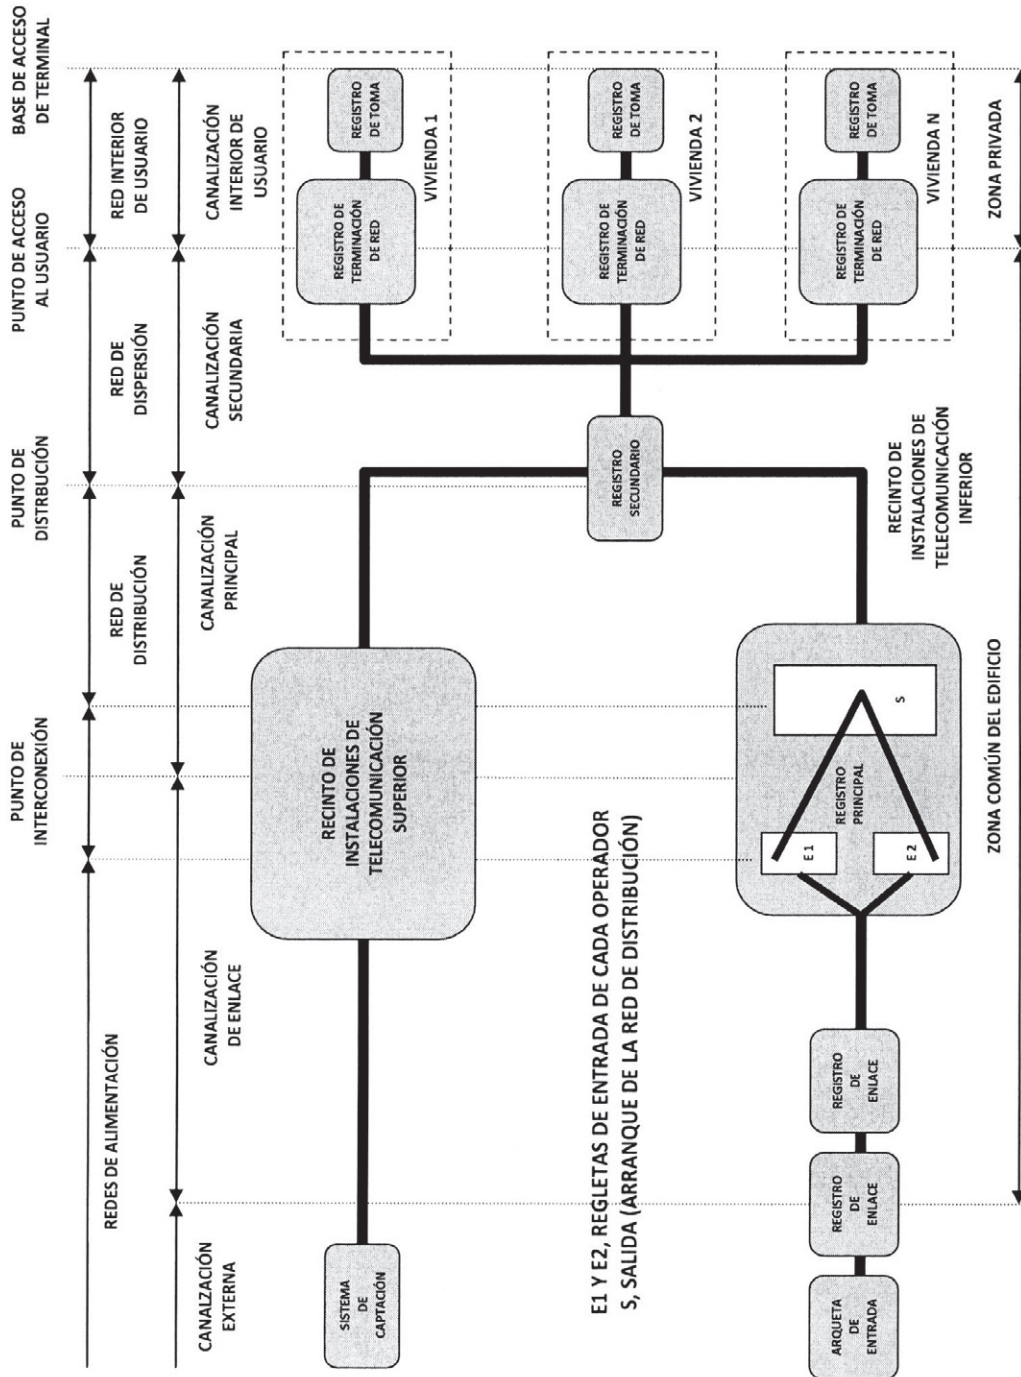 PUNTO DE
INTERCONEXIÓN
PUNTO DE
DISTRBUCIÓN
PUNTO DE ACCESO
AL USUARIO
BASE DE ACCESO
DE TERMINAL
REDES DE ALIMENTACIÓN
RED DE
DISTRIBUCIÓN
RED DE
DISPERSIÓN
RED INTERIOR
DE USUARIO
CANALZACIÓN
EXTERNA
CANALIZACIÓN
DE ENLACE
CANALIZACIÓN
PRINCIPAL
CANALIZACIÓN
SECUNDARIA
CANALIZACIÓN
INTERIOR DE
USUARIO
SISTEMA
DE
CAPTACIÓN
RECINTO DE
INSTALACIONES DE
TELECOMUNICACIÓN
SUPERIOR
REGISTRO DE
TERMINACIÓN
DE RED
REGISTRO
DE TOMA
VIVIENDA 1
REGISTRO
SECUNDARIO
REGISTRO DE
TERMINACIÓN
DE RED
REGISTRO
DE TOMA
VIVIENDA 2
E1 Y E2, REGLETAS DE ENTRADA DE CADA OPERADOR
S, SALIDA (ARRANQUE DE LA RED DE DISTRIBUCIÓN)
ARQUETA
DE
ENTRADA
REGISTRO
DE
ENLACE
REGISTRO
DE
ENLACE
E 1
E 2
REGISTRO
PRINCIPAL
S
RECINTO DE
INSTALACIONES DE
TELECOMUNICACIÓN
INFERIOR
REGISTRO DE
TERMINACIÓN
DE RED
REGISTRO
DE TOMA
VIVIENDA N
ZONA COMÚN DEL EDIFICIO
ZONA PRIVADA